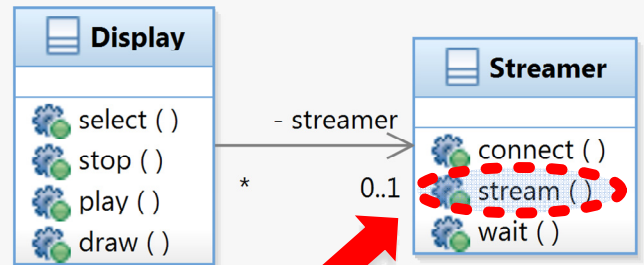 Display
select ( )
stop ( )
play ( )
draw ( )
- streamer
*
0..1
Streamer
connect ( )
stream ( )
wait ( )